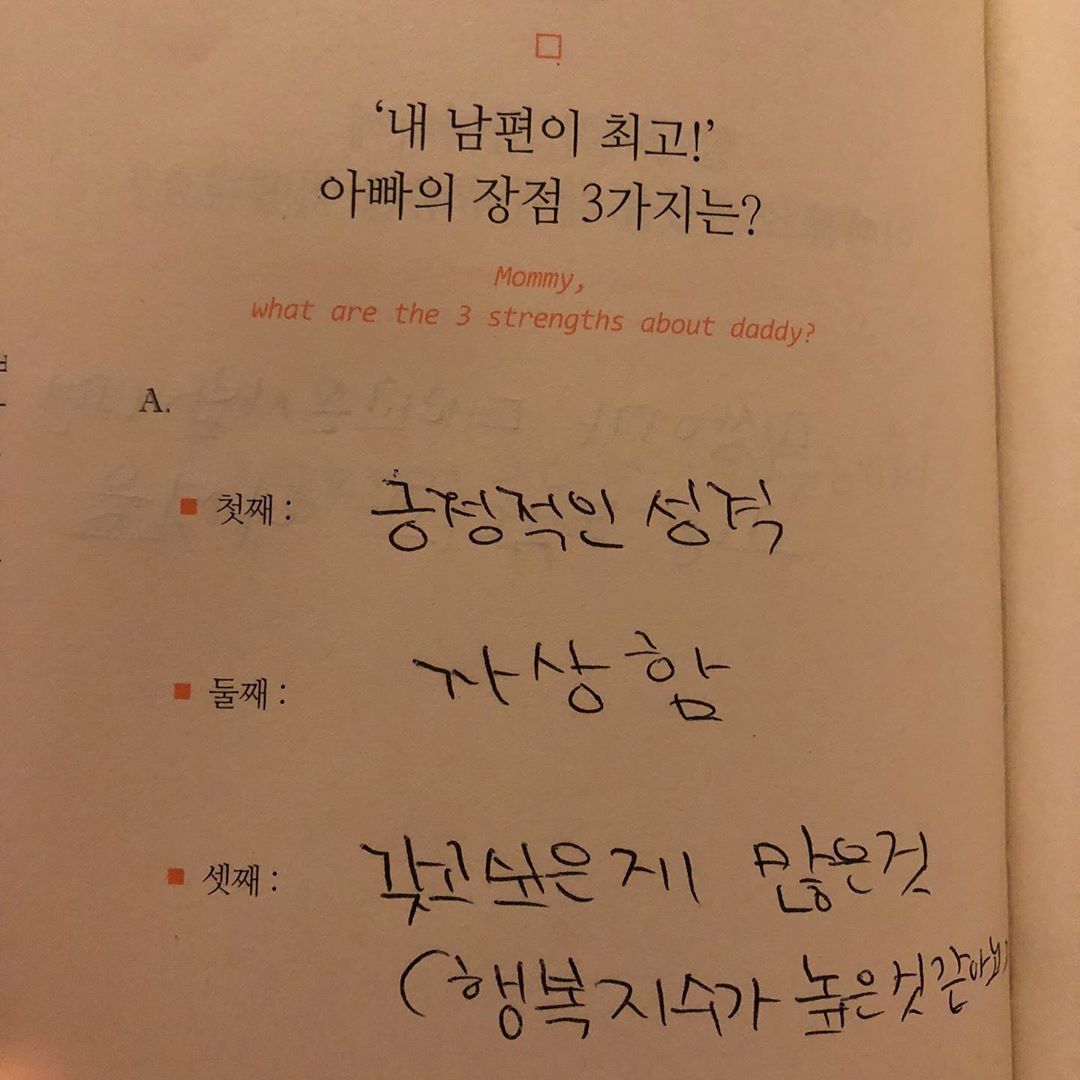 ‘내 남편이 최고!’
아빠의 장점 3가지는?
Mommy,
what are the 3 strengths about daddy?
A.
■ 첫째 : 긍정적인 성격
■ 둘째 : 자상함
■ 셋째 : 갖고싶은게 많은것
(행복지수가 높은것같아